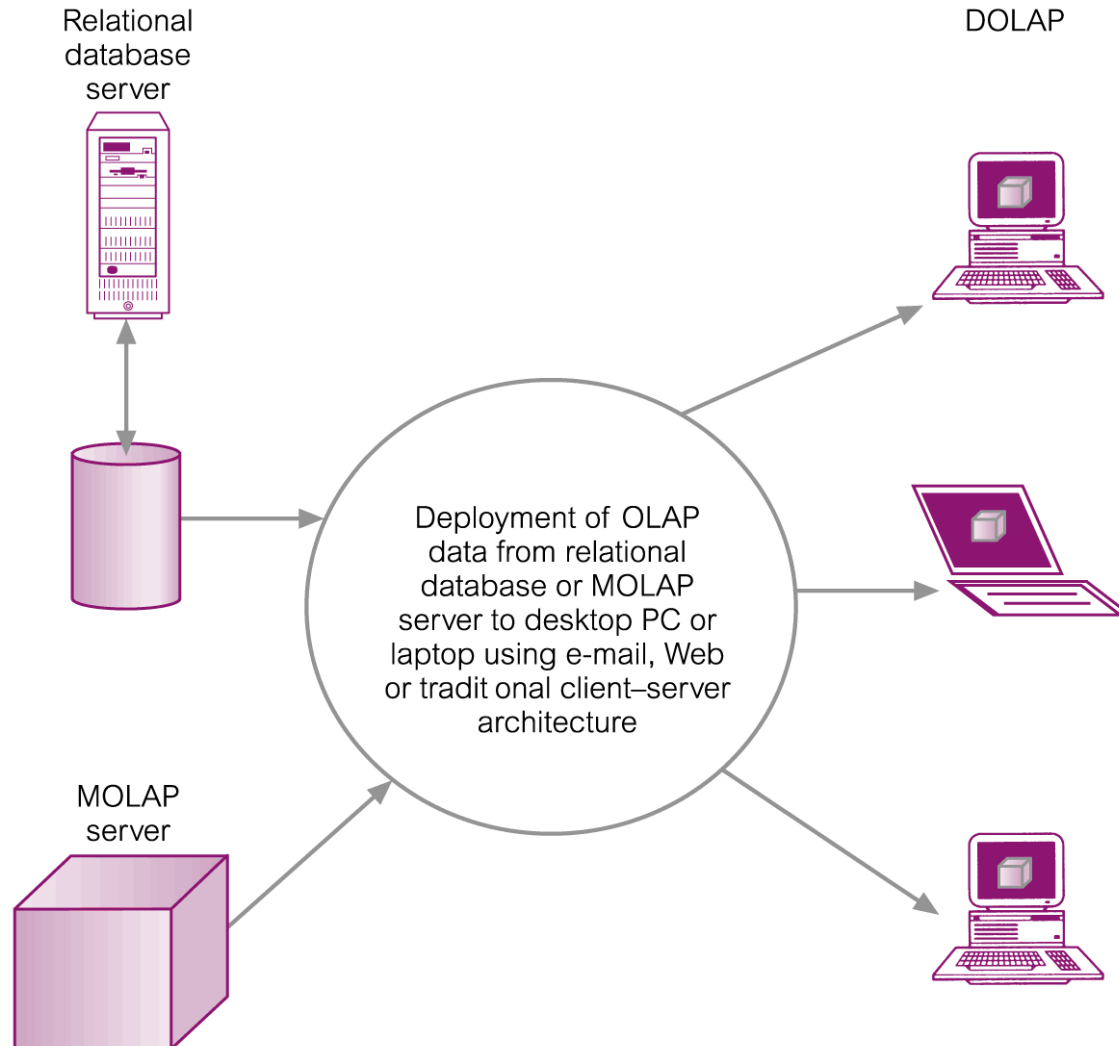 Relational
database
server
DOLAP
Deployment of OLAP
data from relational
database or MOLAP
server to desktop PC or
laptop using e-mail, Web
or tradit onal client–server
architecture
MOLAP
server